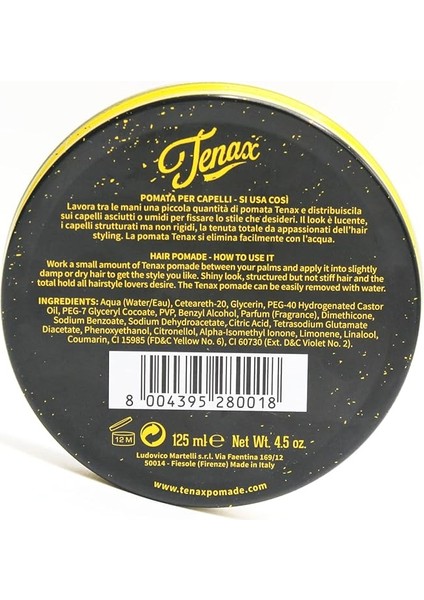 Tenax
POMATA PER CAPELLI - SI USA COSÌ
Lavora tra le mani una piccola quantità di pomata Tenax e distribuiscila
sui capelli asciutti o umidi per fissare lo stile che desideri. Il look è lucente,
i capelli strutturati ma non rigidi, la tenuta totale da appassionati dell'hair
styling. La pomata Tenax si elimina facilmente con l'acqua.
HAIR POMADE - HOW TO USE IT
Work a small amount of Tenax pomade between your palms and apply it into slightly
damp or dry hair to get the style you want. Shiny look, structured but not stiff hair and the
total hold all hairstyle lovers desire. The Tenax pomade can be easily removed with water.
INGREDIENTS: Aqua (Water/Eau), Ceteareth-20, Glycerin, PEG-40 Hydrogenated Castor
Oil, PEG-7 Glyceryl Cocoate, PVP, Benzyl Alcohol, Parfum (Fragrance), Dimethicone,
Sodium Benzoate, Sodium Dehydroacetate, Citric Acid, Tetrasodium Glutamate
Diacetate, Phenoxyethanol, Citronellol, Alpha-Isomethyl Ionone, Limonene, Linalool,
Coumarin, CI 15985 (FD&C Yellow No. 6), CI 60730 (Ext. D&C Violet No. 2).
8 004395 280018
12 M
125 ml ℮ Net Wt. 4.5 oz.
Ludovico Martelli s.r.l. Via Faentina 169/12
50014 - Fiesole (Firenze) Made in Italy
www.tenaxpomade.com